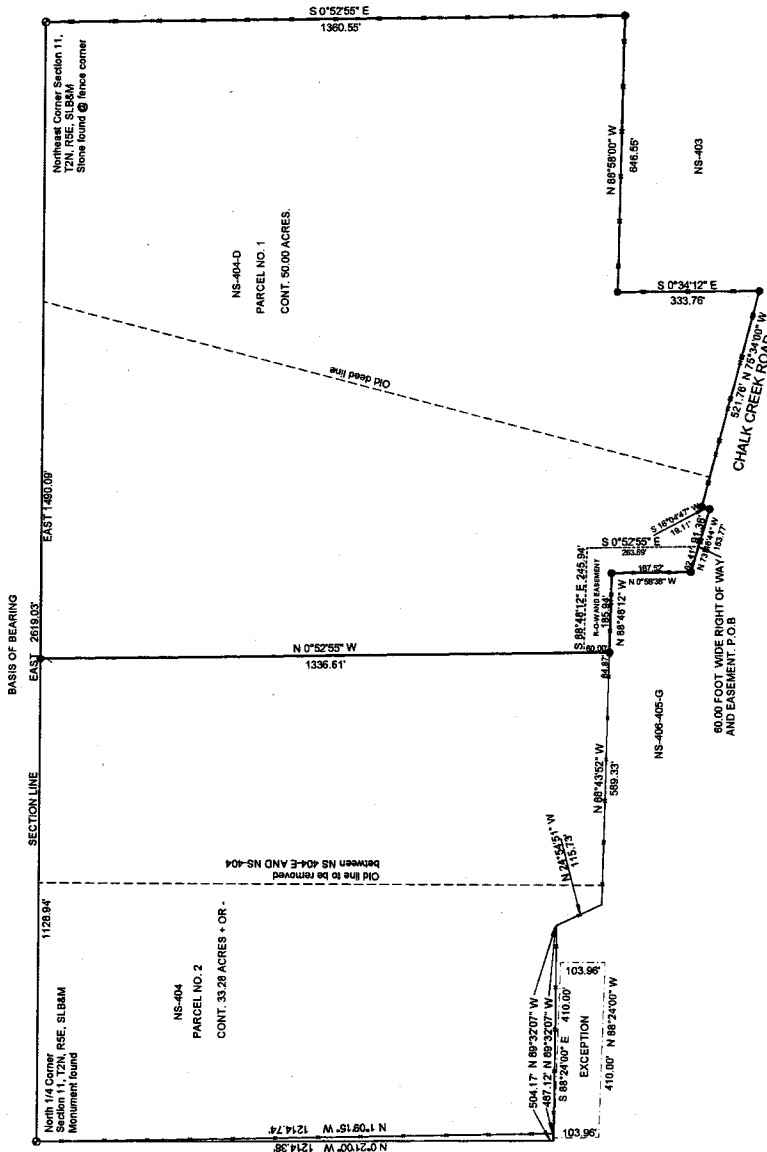 BASIS OF BEARING
EAST 2619.03'
SECTION LINE
1128.94'
EAST 1490.09'
North 1/4 Corner
Section 11, T2N, R5E, SLB&M
Monument found
Northeast Corner Section 11,
T2N, R5E, SLB&M
Stone found @ fence corner
S 0°52'55" E
1360.55'
NS-404-D
PARCEL NO. 1
CONT. 50.00 ACRES.
Old deed line
N 0°52'55" W
1336.61'
NS-404
PARCEL NO. 2
CONT. 33.28 ACRES + OR -
Old line to be removed
between NS 404-E AND NS-404
N 1°09'15" W 1214.74'
N 0°21'00" W 1214.38'
N 88°58'00" W
646.55'
NS-403
S 0°34'12" E
333.76'
521.76' N 75°34'00" W
CHALK CREEK ROAD
S 16°04'47" W
19.11'
S 0°52'55" E
263.89'
S 88°48'12" E 245.94'
60.00'
R-O-W AND EASEMENT
185.94'
N 88°48'12" W
187.52'
N 0°58'38" W
62.41'
91.36'
153.77'
60.00 FOOT WIDE RIGHT OF WAY
AND EASEMENT. P.O.B
NS-406-405-G
N 88°43'52" W
589.33'
N 24°54'51" W
115.73'
504.17' N 89°32'07" W
487.12' N 89°32'07" W
S 88°24'00" E 410.00'
EXCEPTION
103.96'
103.96'
410.00' N 88°24'00" W